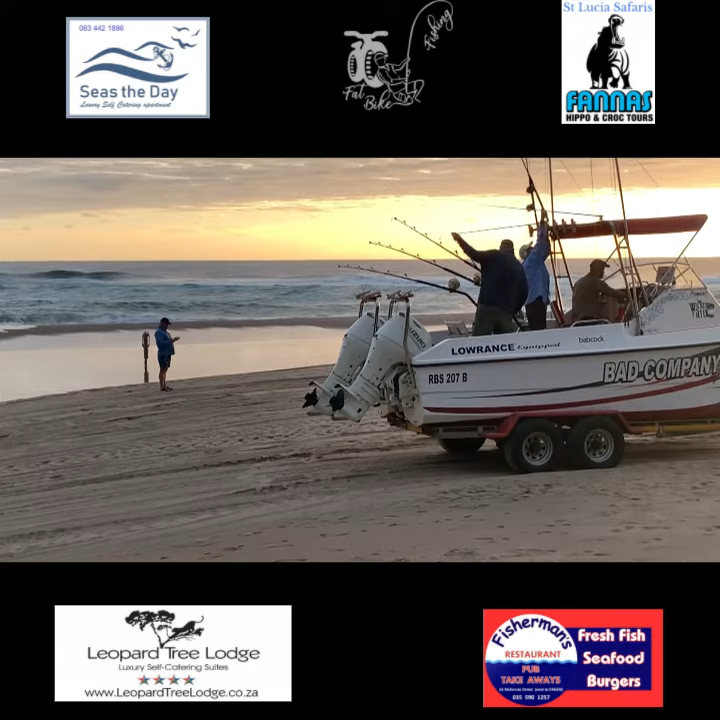 063 442 1896
Seas the Day
Luxury Self Catering apartment
Fishing
Fat
Bike
St Lucia Safaris
FANNAS
HIPPO & CROC TOURS
SUZUKI
LOWRANCE Equipped
babcock
RBS 207 B
BAD COMPANY
Leopard Tree Lodge
Luxury Self-Catering Suites
www.LeopardTreeLodge.co.za
Fisherman's
RESTAURANT
PUB
TAKE AWAYS
035 590 1257
Fresh Fish
Seafood
Burgers